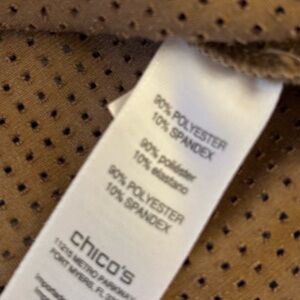 90% POLYESTER
10% SPANDEX
90% poliéster
10% elastano
90% POLYESTER
10% SPANDEX
chico's
11215 METRO PARKWAY
FORT MYERS, FL